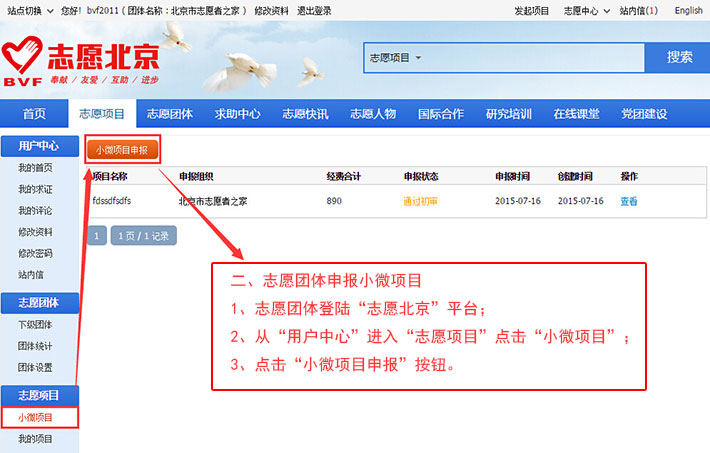 站点切换 您好！bvf2011（团体名称：北京市志愿者之家） 修改资料 退出登录 发起项目 志愿中心 站内信(1) English
志愿北京
BVF 奉献 / 友爱 / 互助 / 进步
志愿项目 搜索
首页 志愿项目 志愿团体 求助中心 志愿快讯 志愿人物 国际合作 研究培训 在线课堂 党团建设
用户中心
我的首页
我的求证
我的评论
修改资料
修改密码
站内信
志愿团体
下级团体
团体统计
团体设置
志愿项目
小微项目
我的项目
小微项目申报
项目名称 申报组织 经费合计 申报状态 申报时间 创建时间 操作
fdssdfsdfs 北京市志愿者之家 890 通过初审 2015-07-16 2015-07-16 查看
1 1 页 / 1 记录
二、志愿团体申报小微项目
1、志愿团体登陆“志愿北京”平台；
2、从“用户中心”进入“志愿项目”点击“小微项目”；
3、点击“小微项目申报”按钮。